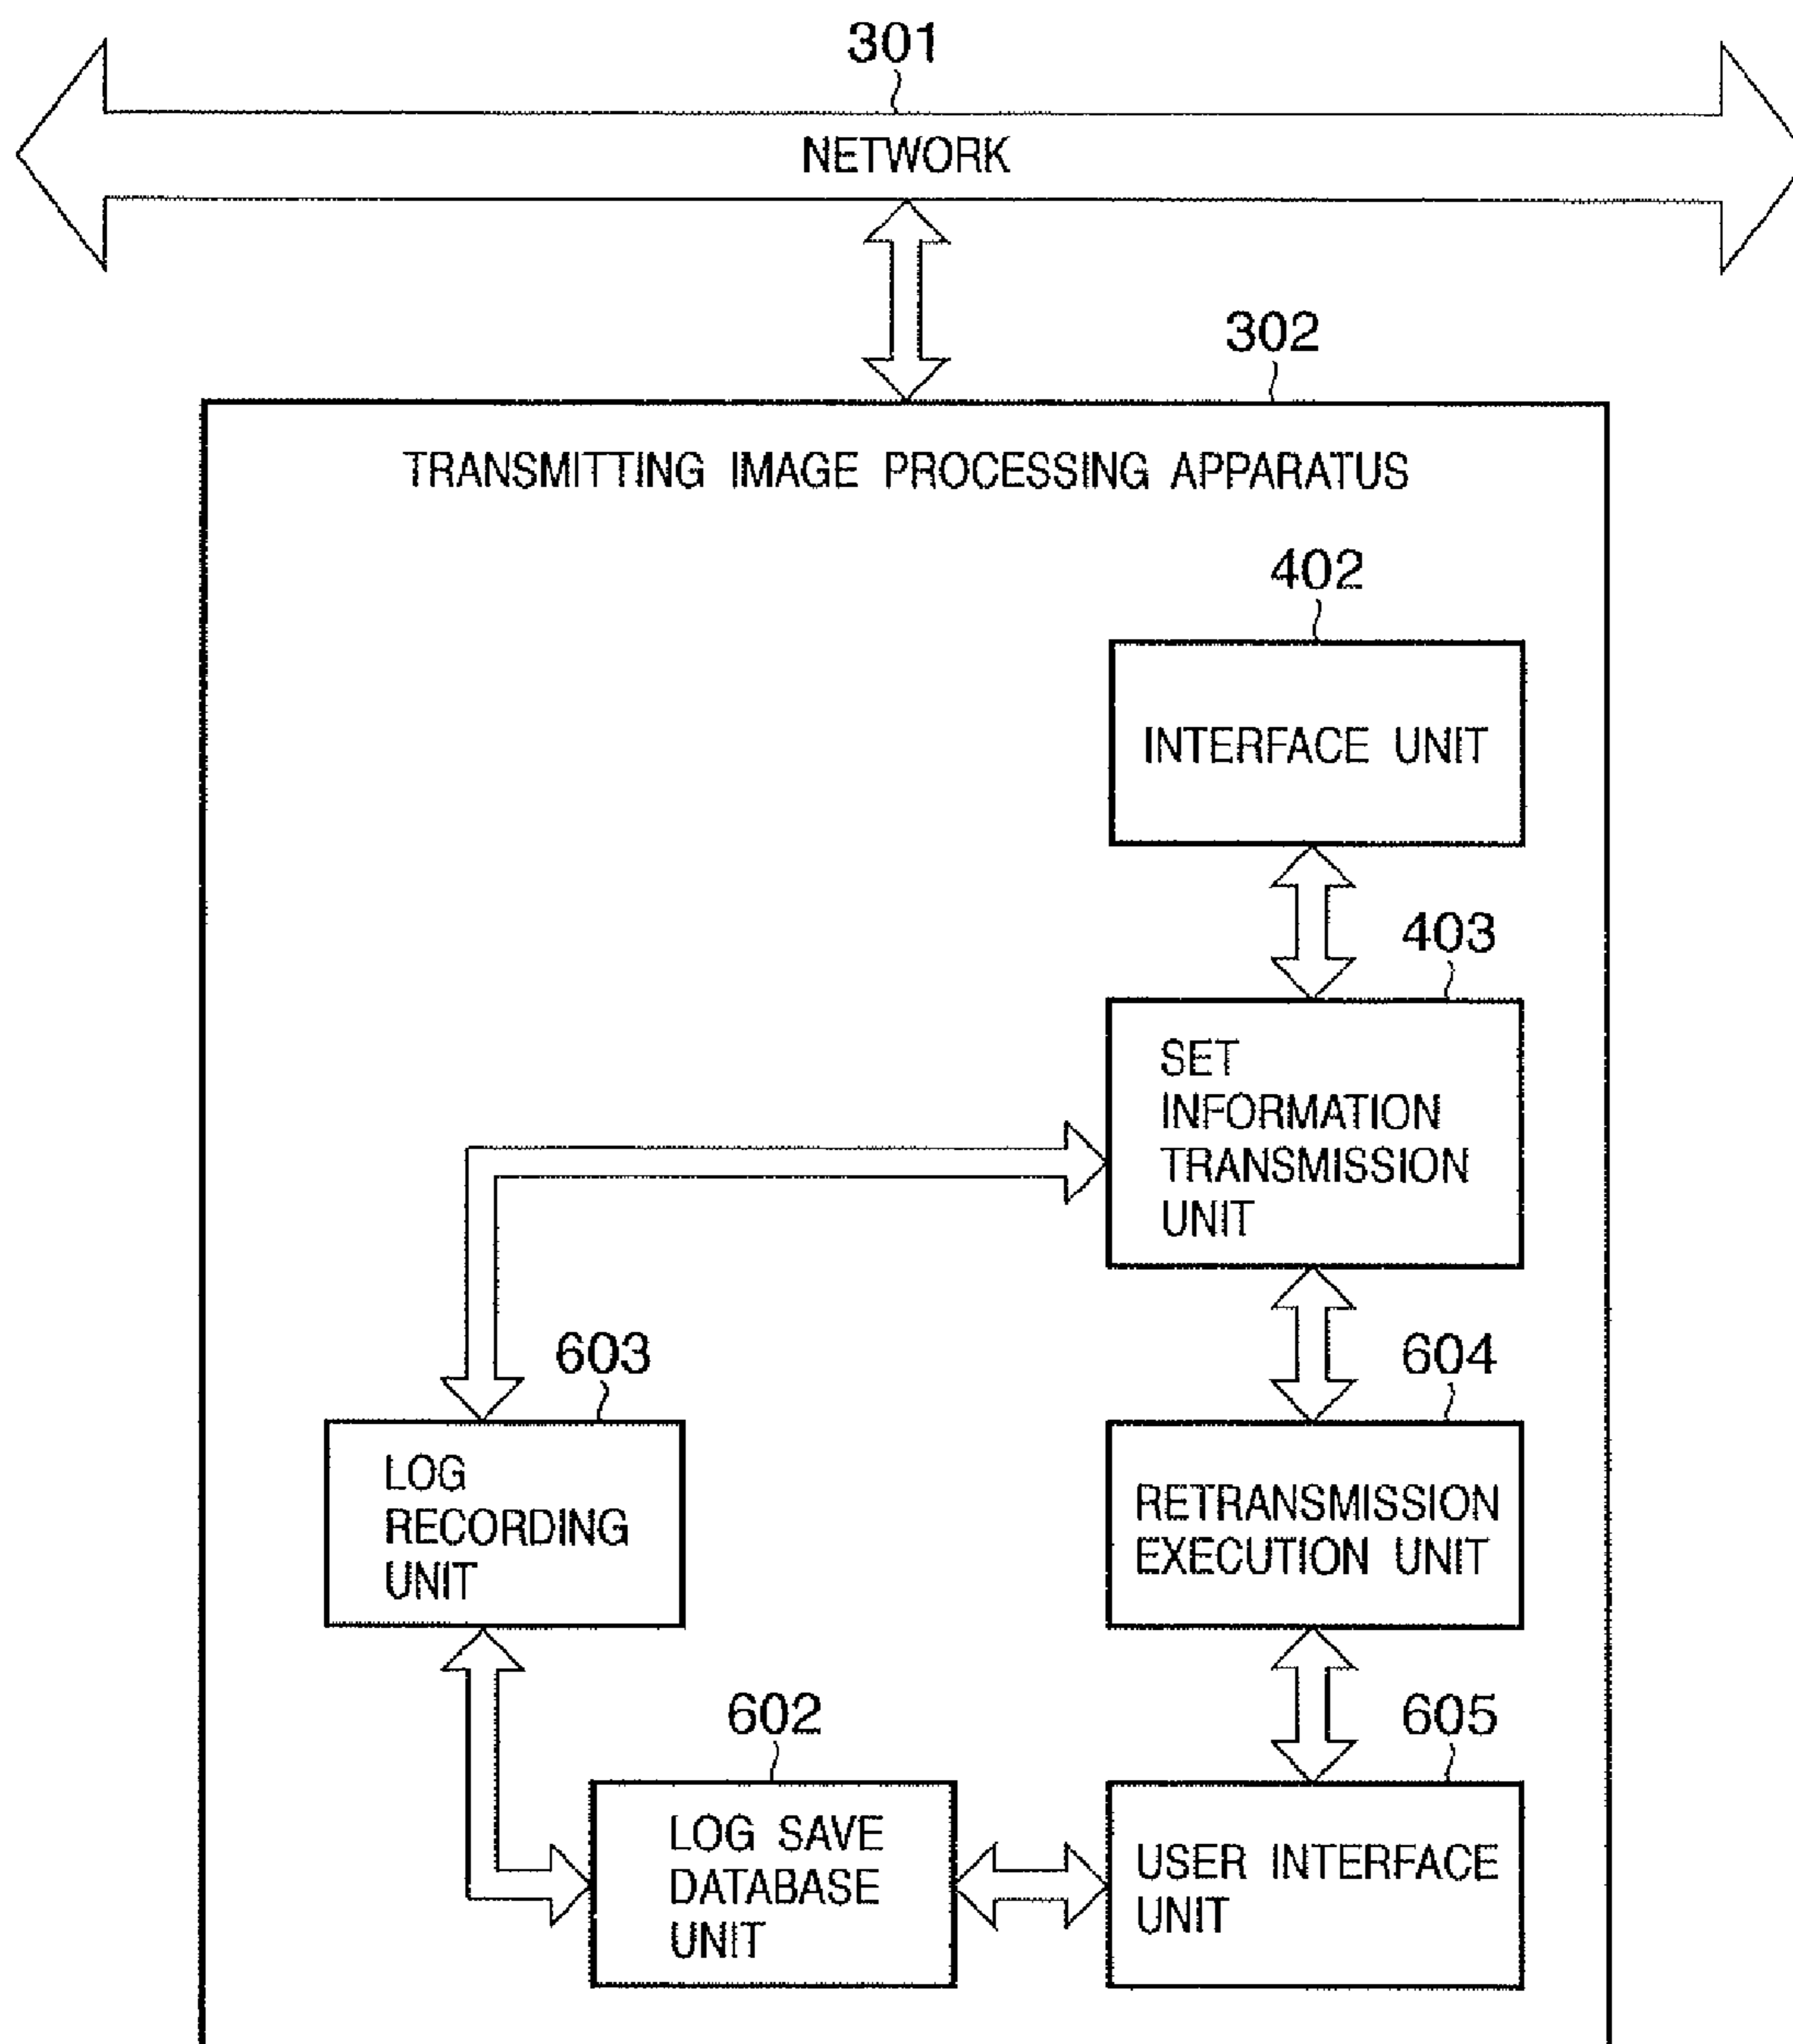 301
NETWORK
302
TRANSMITTING IMAGE PROCESSING APPARATUS
402
INTERFACE UNIT
403
SET
INFORMATION
TRANSMISSION
UNIT
603
LOG
RECORDING
UNIT
604
RETRANSMISSION
EXECUTION UNIT
602
LOG SAVE
DATABASE
UNIT
605
USER INTERFACE
UNIT